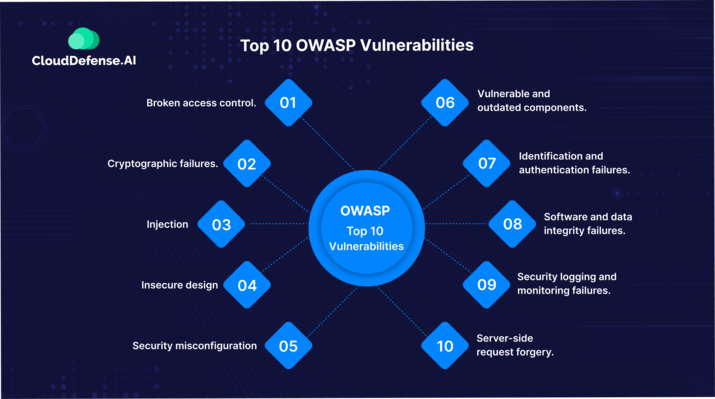 CloudDefense.AI
Top 10 OWASP Vulnerabilities
Broken access control.
01
Cryptographic failures.
02
Injection
03
Insecure design
04
Security misconfiguration
05
OWASP
Top 10
Vulnerabilities
06
Vulnerable and
outdated components.
07
Identification and
authentication failures.
08
Software and data
integrity failures.
09
Security logging and
monitoring failures.
10
Server-side
request forgery.